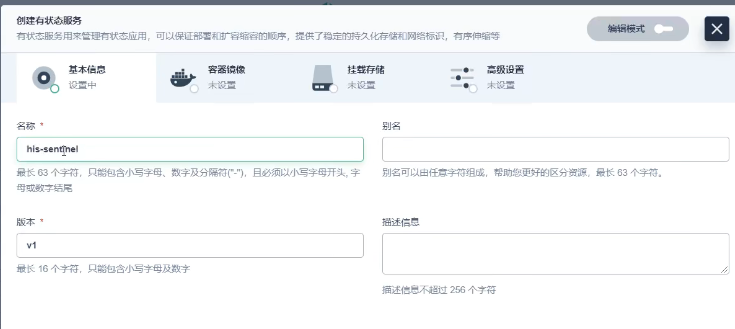 创建有状态服务
有状态服务用来管理有状态应用，可以保证部署和扩容缩容的顺序，提供了稳定的持久化存储和网络标识，有序伸缩等
编辑模式
基本信息
设置中
容器镜像
未设置
挂载存储
未设置
高级设置
未设置
名称 *
his-sentinel
最长 63 个字符，只能包含小写字母、数字及分隔符("-")，且必须以小写字母开头, 字
母或数字结尾
别名
别名可以由任意字符组成，帮助您更好的区分资源，最长 63 个字符。
版本 *
v1
最长 16 个字符，只能包含小写字母及数字
描述信息
描述信息不超过 256 个字符